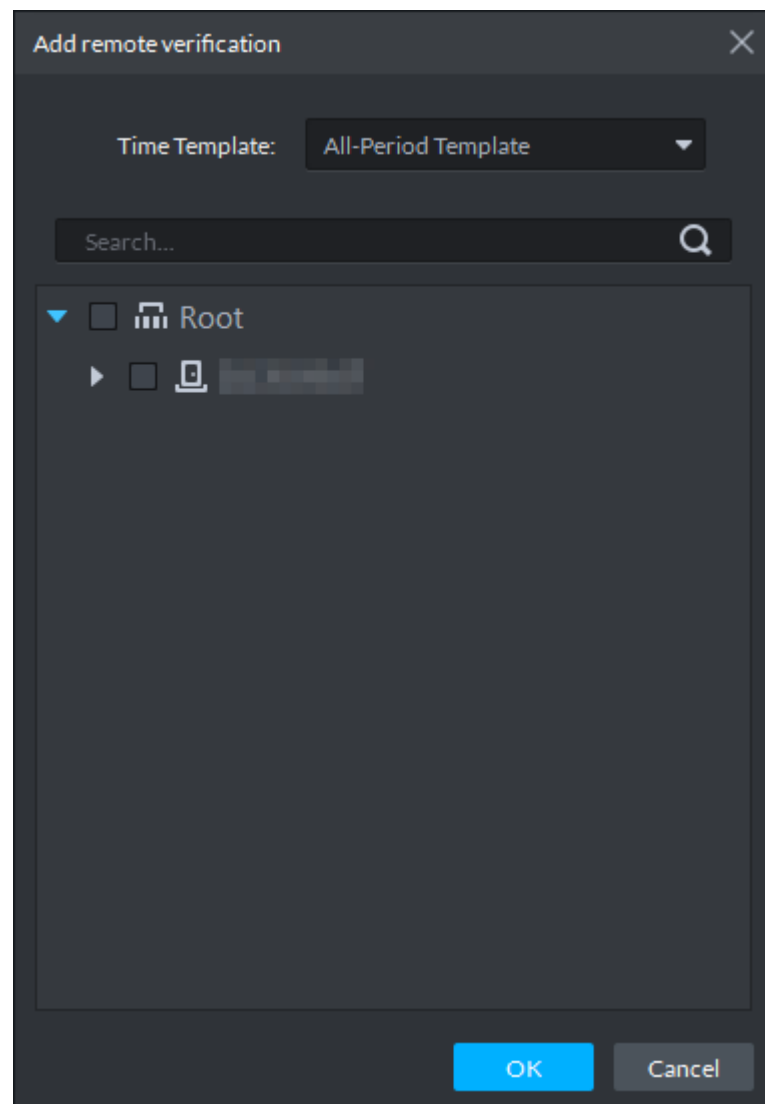 Add remote verification
Time Template: All-Period Template
Search...
Root
OK Cancel